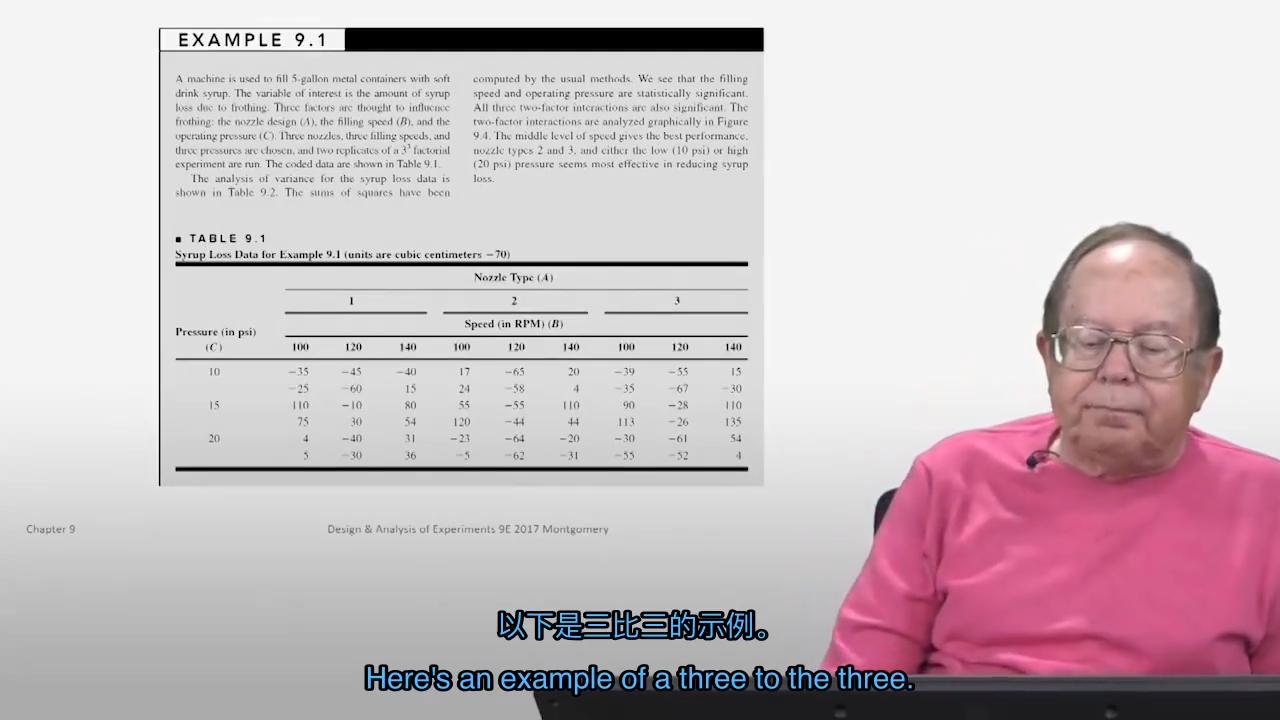 EXAMPLE 9.1
A machine is used to fill 5-gallon metal containers with soft
drink syrup. The variable of interest is the amount of syrup
loss due to frothing. Three factors are thought to influence
frothing: the nozzle design (A), the filling speed (B), and the
operating pressure (C). Three nozzles, three filling speeds, and
three pressures are chosen, and two replicates of a 3³ factorial
experiment are run. The coded data are shown in Table 9.1.
The analysis of variance for the syrup loss data is
shown in Table 9.2. The sums of squares have been
computed by the usual methods. We see that the filling
speed and operating pressure are statistically significant.
All three two-factor interactions are also significant. The
two-factor interactions are analyzed graphically in Figure
9.4. The middle level of speed gives the best performance,
nozzle types 2 and 3, and either the low (10 psi) or high
(20 psi) pressure seems most effective in reducing syrup
loss.
■ TABLE 9.1
Syrup Loss Data for Example 9.1 (units are cubic centimeters −70)
Nozzle Type (A)
1 2 3
Speed (in RPM) (B)
Pressure (in psi)
(C) 100 120 140 100 120 140 100 120 140
10 −35 −45 −40 17 −65 20 −39 −55 15
−25 −60 15 24 −58 4 −35 −67 −30
15 110 −10 80 55 −55 110 90 −28 110
75 30 54 120 −44 44 113 −26 135
20 4 −40 31 −23 −64 −20 −30 −61 54
5 −30 36 −5 −62 −31 −55 −52 4
Chapter 9 Design & Analysis of Experiments 9E 2017 Montgomery
以下是三比三的示例。
Here's an example of a three to the three.